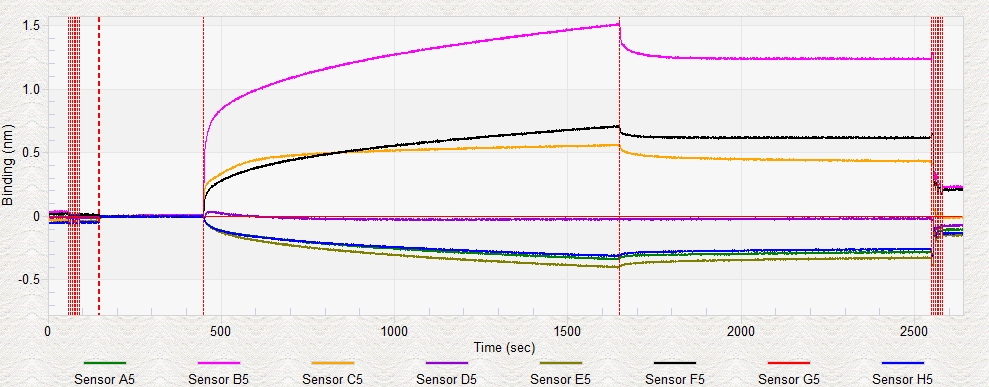 1.5
1.0
0.5
0
-0.5
Binding (nm)
0 500 1000 1500 2000 2500
Time (sec)
Sensor A5 Sensor B5 Sensor C5 Sensor D5 Sensor E5 Sensor F5 Sensor G5 Sensor H5